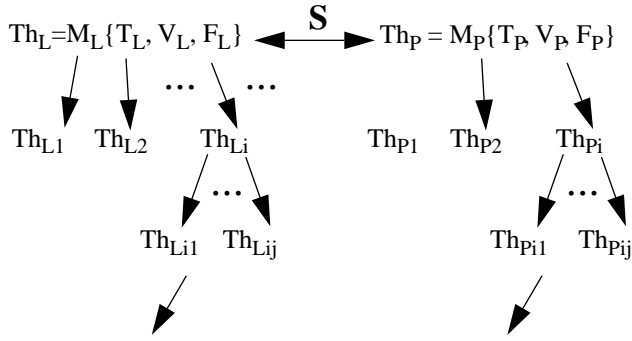 S
Th_L=M_L{T_L, V_L, F_L} Th_P = M_P{T_P, V_P, F_P}
... ...
Th_L1 Th_L2 Th_Li Th_P1 Th_P2 Th_Pi
... ...
Th_Li1 Th_Lij Th_Pi1 Th_Pij